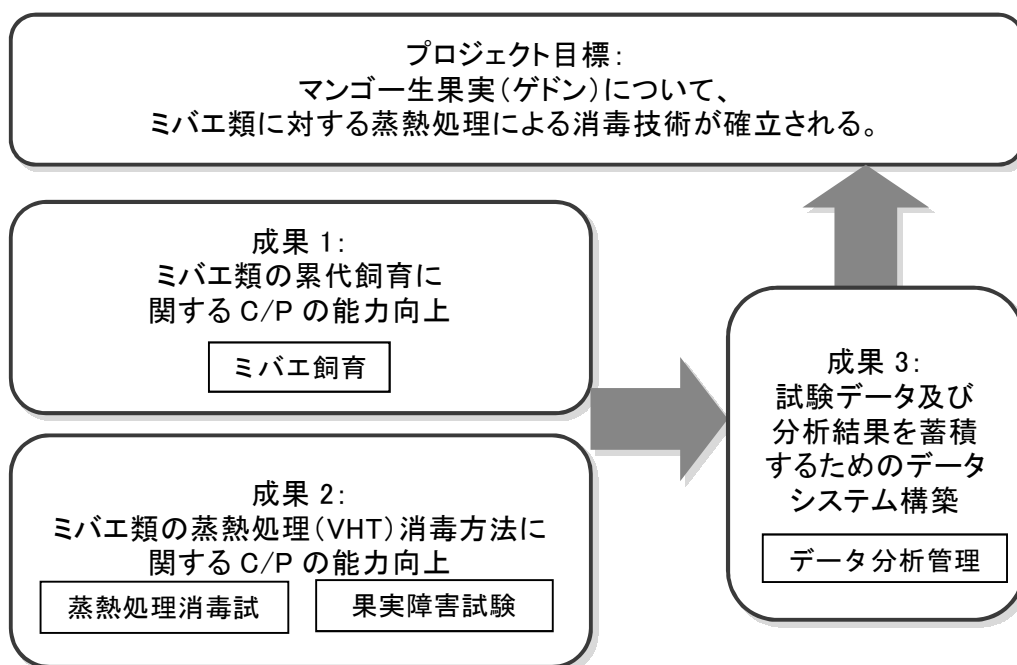 プロジェクト目標:
マンゴー生果実(ゲドン)について、
ミバエ類に対する蒸熱処理による消毒技術が確立される。
成果 1:
ミバエ類の累代飼育に
関する C/P の能力向上
ミバエ飼育
成果 2:
ミバエ類の蒸熱処理(VHT)消毒方法に
関する C/P の能力向上
蒸熱処理消毒試
果実障害試験
成果 3:
試験データ及び
分析結果を蓄積
するためのデータ
システム構築
データ分析管理